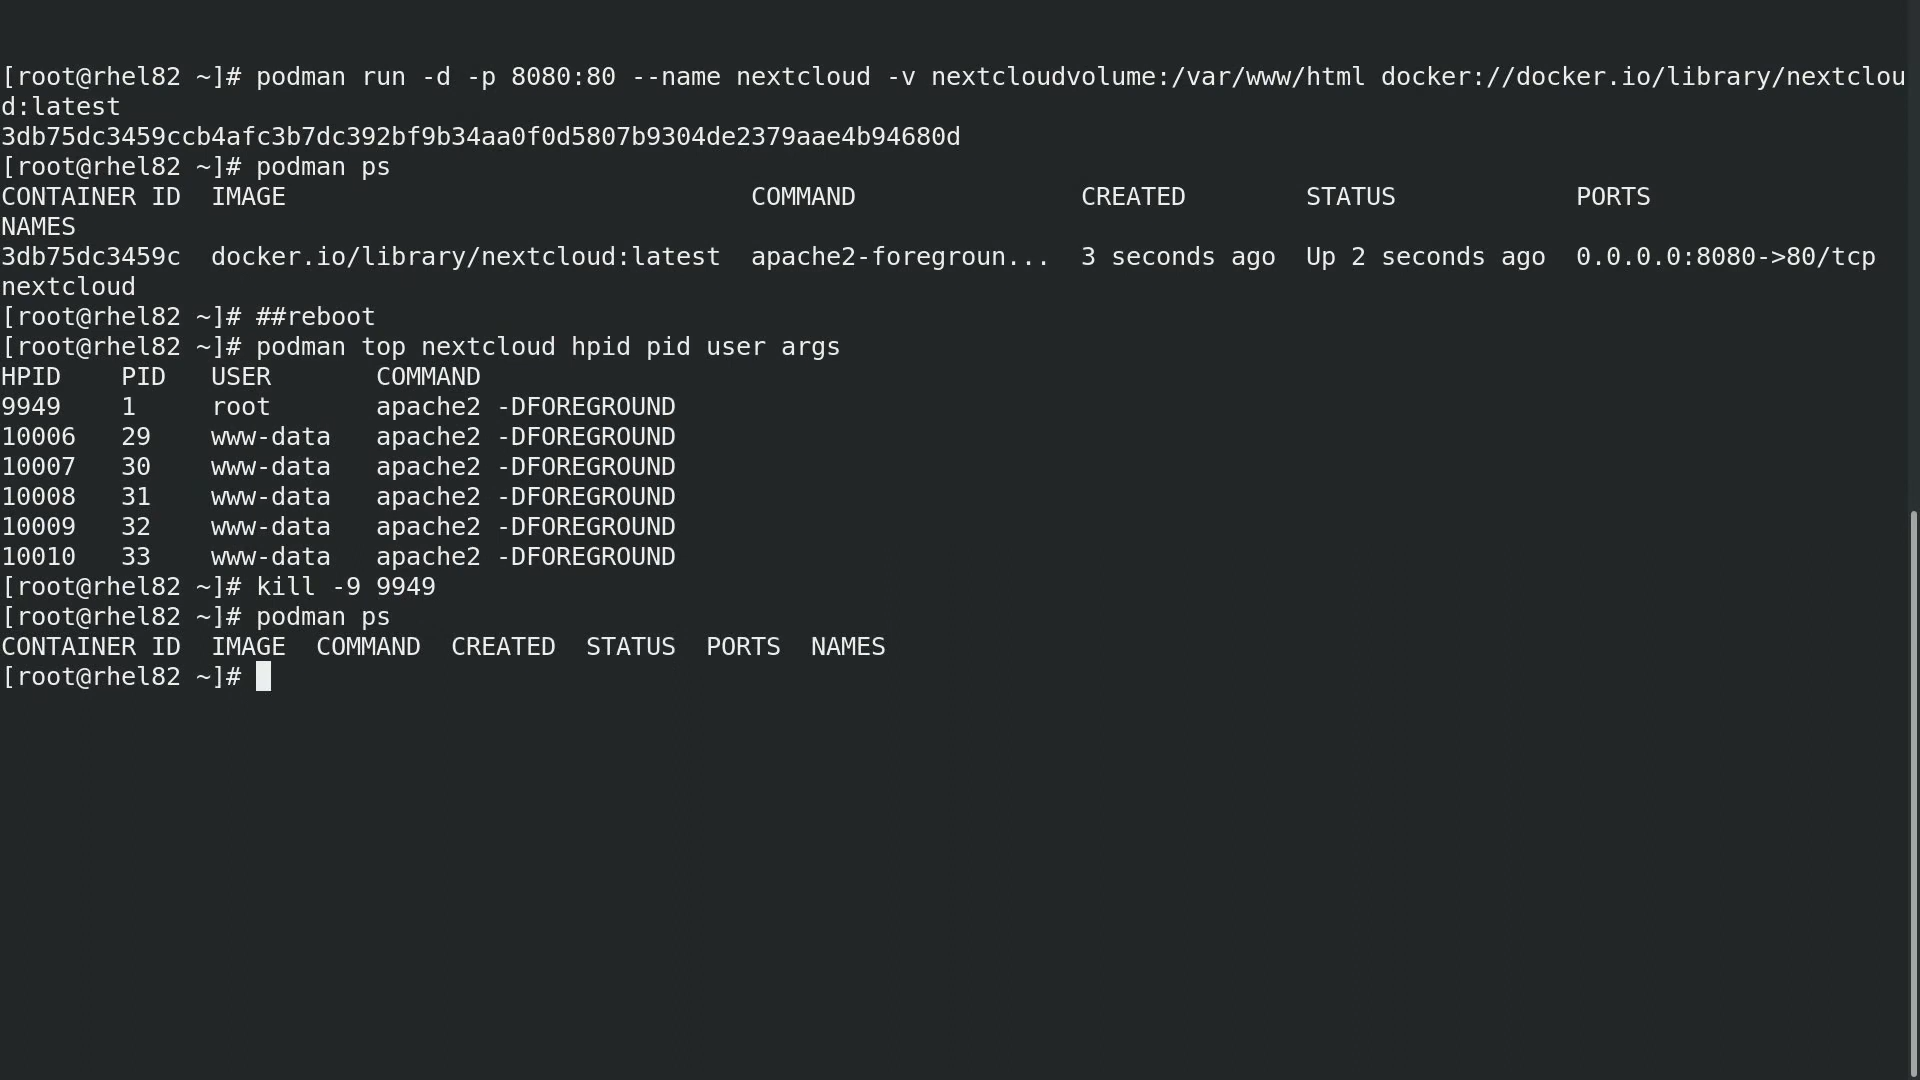 [root@rhel82 ~]# podman run -d -p 8080:80 --name nextcloud -v nextcloudvolume:/var/www/html docker://docker.io/library/nextclou
d:latest
3db75dc3459ccb4afc3b7dc392bf9b34aa0f0d5807b9304de2379aae4b94680d
[root@rhel82 ~]# podman ps
CONTAINER ID  IMAGE                               COMMAND               CREATED        STATUS            PORTS
NAMES
3db75dc3459c  docker.io/library/nextcloud:latest  apache2-foregroun...  3 seconds ago  Up 2 seconds ago  0.0.0.0:8080->80/tcp
nextcloud
[root@rhel82 ~]# ##reboot
[root@rhel82 ~]# podman top nextcloud hpid pid user args
HPID    PID   USER       COMMAND
9949    1     root       apache2 -DFOREGROUND
10006   29    www-data   apache2 -DFOREGROUND
10007   30    www-data   apache2 -DFOREGROUND
10008   31    www-data   apache2 -DFOREGROUND
10009   32    www-data   apache2 -DFOREGROUND
10010   33    www-data   apache2 -DFOREGROUND
[root@rhel82 ~]# kill -9 9949
[root@rhel82 ~]# podman ps
CONTAINER ID  IMAGE  COMMAND  CREATED  STATUS  PORTS  NAMES
[root@rhel82 ~]#